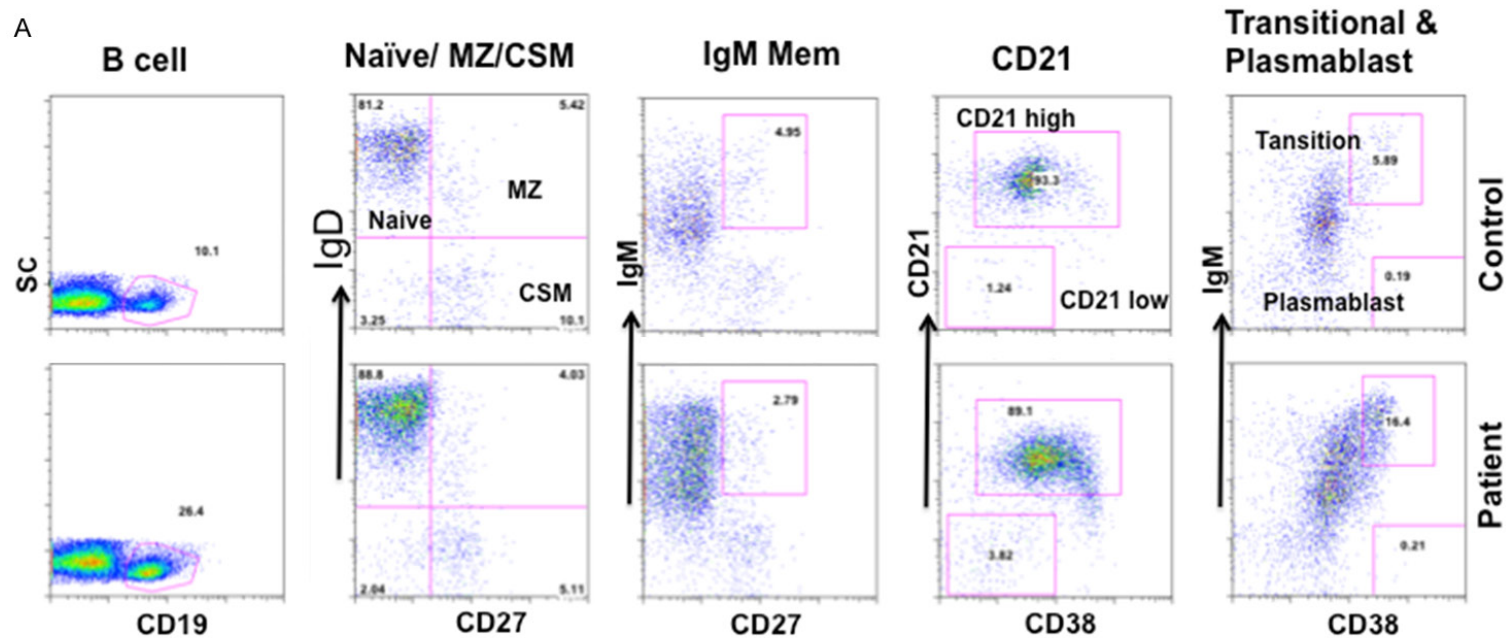 A
B cell
Naïve/ MZ/CSM
IgM Mem
CD21
Transitional &
Plasmablast
SC
10.1
IgD
81.2
5.42
MZ
Naive
CSM
3.25
10.1
IgM
4.95
CD21
CD21 high
93.3
1.24
CD21 low
IgM
Tansition
5.89
0.19
Plasmablast
Control
26.4
88.8
4.03
2.04
5.11
2.79
89.1
3.82
16.4
0.21
Patient
CD19
CD27
CD27
CD38
CD38